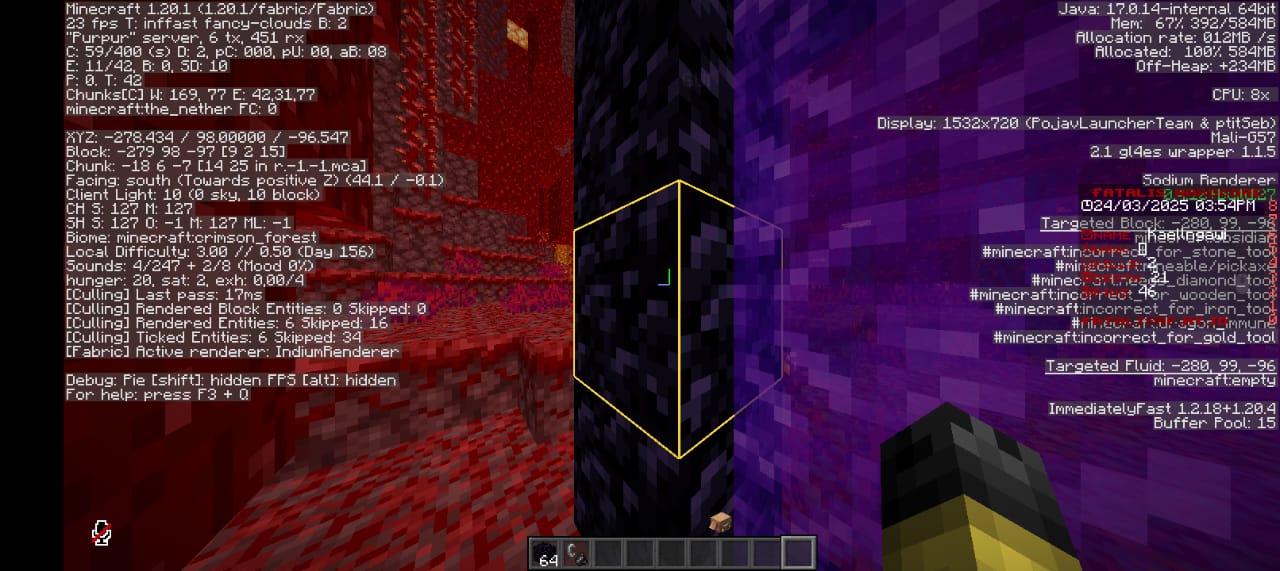 Minecraft 1.20.1 (1.20.1/fabric/Fabric)
23 fps T: inffast fancy-clouds B: 2
"Purpur" server, 6 tx, 451 rx
C: 59/400 (s) D: 2, pC: 000, pU: 00, aB: 08
E: 11/42, B: 0, SD: 10
P: 0. T: 42
Chunks[C] W: 169, 77 E: 42,31,77
minecraft:the_nether FC: 0
XYZ: -278.434 / 98.00000 / -96.547
Block: -279 98 -97 [9 2 15]
Chunk: -18 6 -7 [14 25 in r.-1.-1.mca]
Facing: south (Towards positive Z) (44.1 / -0.1)
Client Light 10 (0 sky, 10 block)
CH S: 127 M: 127
SH S: 127 O: -1 M: 127 ML: -1
Biome: minecraft:crimson_forest
Local Difficulty: 3.00 // 0.50 (Day 156)
Sounds: 4/247 + 2/8 (Mood 0%)
hunger: 20, sat: 2, exh: 0.00/4
[Culling] Last pass: 17ms
[Culling] Rendered Block Entities: 0 Skipped: 0
[Culling] Rendered Entities: 6 Skipped: 16
[Culling] Ticked Entities: 6 Skipped: 34
[Fabric] Active renderer: IndiumRenderer
Debug: Pie [shift]: hidden FPS [alt]: hidden
For help: press F3 + Q
Java: 17.0.14-internal 64bit
Mem: 67% 392/584MB
Allocation rate: 012MB /s
Allocated: 100% 584MB
Off-Heap: +234MB
CPU: 8x
Display: 1532x720 (PojavLauncherTeam & ptitSeb)
Mali-G57
2.1 gl4es wrapper 1.1.5
Sodium Renderer
24/03/2025 03:54PM
Targeted Block: -280, 99, -96
#minecraft:incorrect_for_stone_tool
#minecraft:mineable/pickaxe
21
46
#minecraft:incorrect_for_wooden_tool
#minecraft:incorrect_for_iron_tool
#minecraft:incorrect_for_gold_tool
Targeted Fluid: -280, 99, -96
minecraft:empty
ImmediatelyFast 1.2.18+1.20.4
Buffer Pool: 15
64